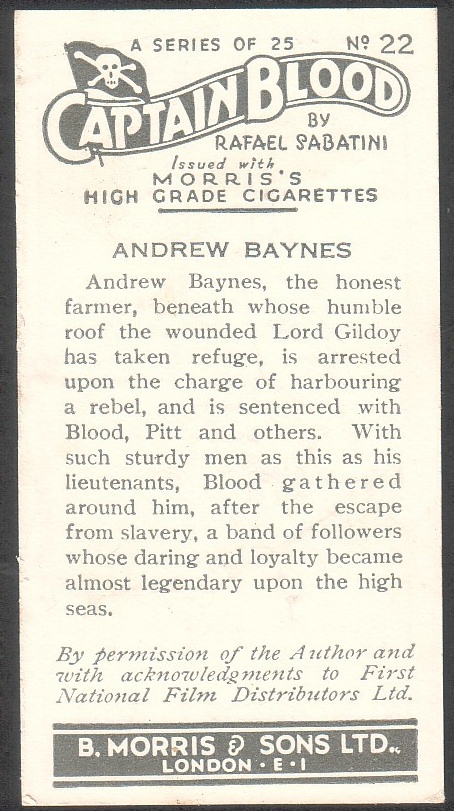 A SERIES OF 25 Nº 22
CAPTAIN BLOOD
BY
RAFAEL SABATINI
Issued with
MORRIS'S
HIGH GRADE CIGARETTES
ANDREW BAYNES
Andrew Baynes, the honest
farmer, beneath whose humble
roof the wounded Lord Gildoy
has taken refuge, is arrested
upon the charge of harbouring
a rebel, and is sentenced with
Blood, Pitt and others. With
such sturdy men as this as his
lieutenants, Blood gathered
around him, after the escape
from slavery, a band of followers
whose daring and loyalty became
almost legendary upon the high
seas.
By permission of the Author and
with acknowledgments to First
National Film Distributors Ltd.
B. MORRIS & SONS LTD.
LONDON · E · 1